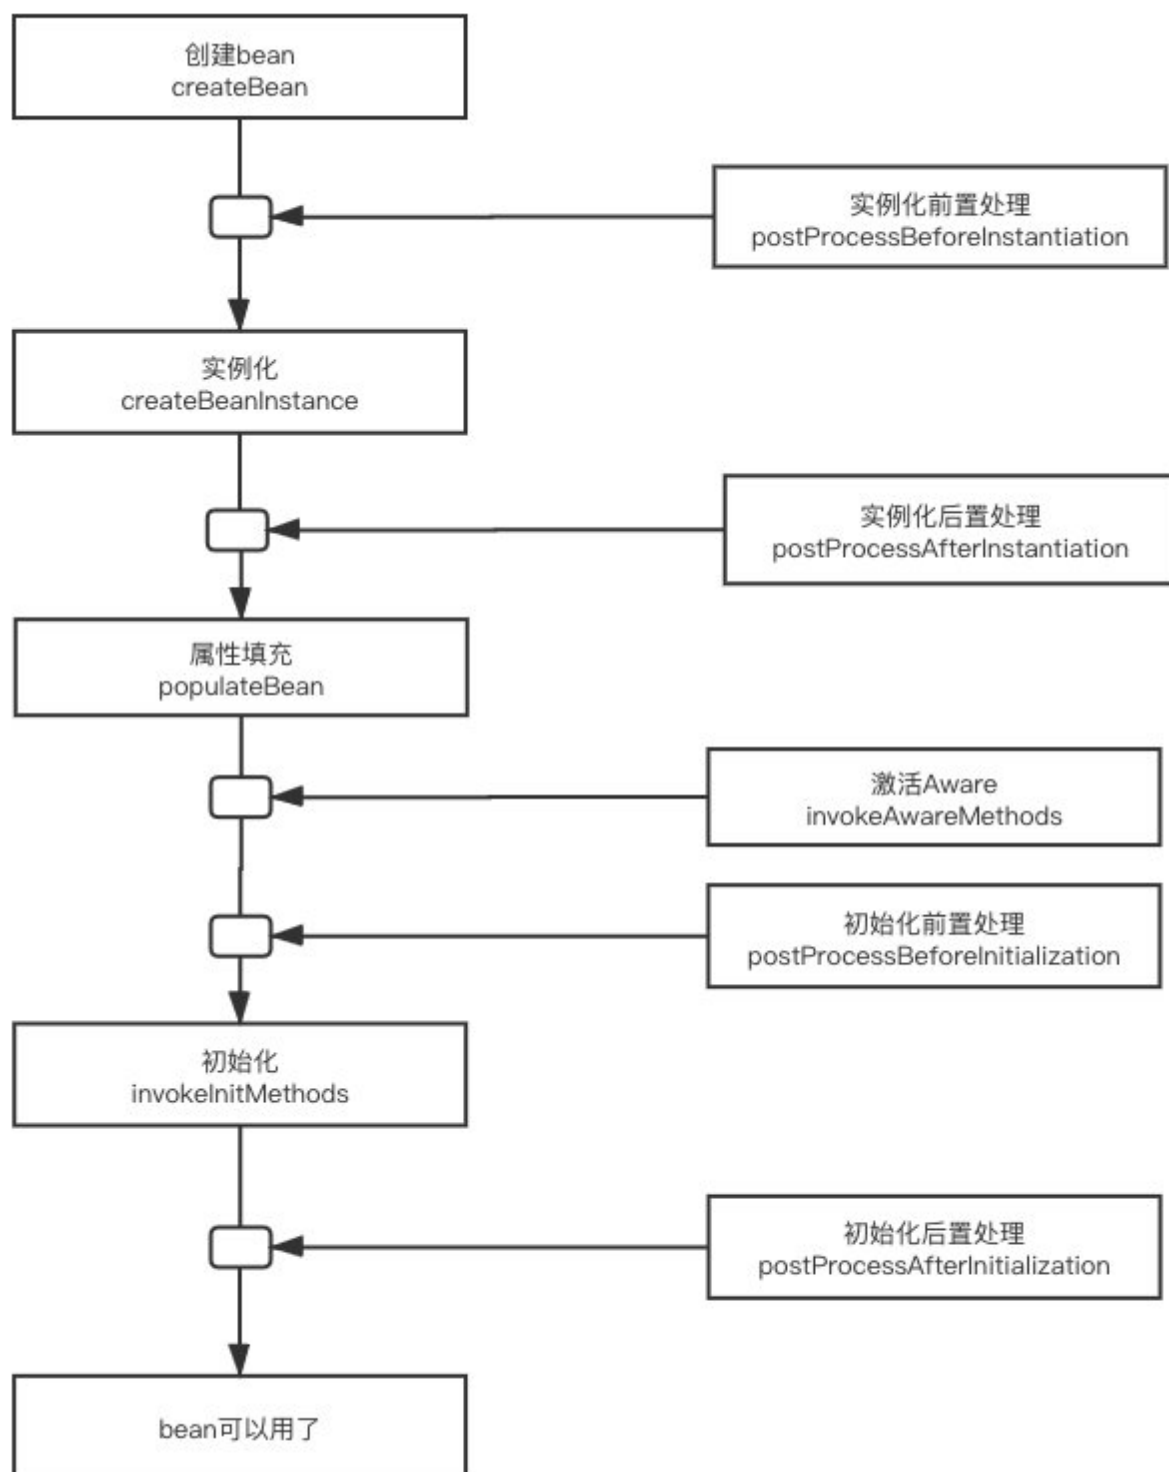 创建bean
createBean
实例化前置处理
postProcessBeforeInstantiation
实例化
createBeanInstance
实例化后置处理
postProcessAfterInstantiation
属性填充
populateBean
激活Aware
invokeAwareMethods
初始化前置处理
postProcessBeforeInitialization
初始化
invokeInitMethods
初始化后置处理
postProcessAfterInitialization
bean可以用了